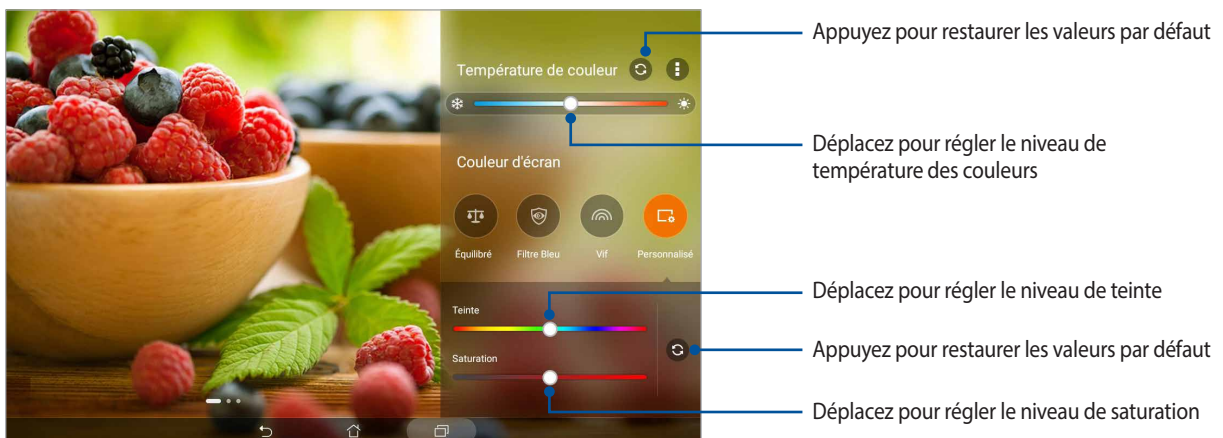 Appuyez pour restaurer les valeurs par défaut
Température de couleur
Déplacez pour régler le niveau de
température des couleurs
Couleur d'écran
Équilibré
Filtre Bleu
Vif
Personnalisé
Déplacez pour régler le niveau de teinte
Teinte
Appuyez pour restaurer les valeurs par défaut
Saturation
Déplacez pour régler le niveau de saturation